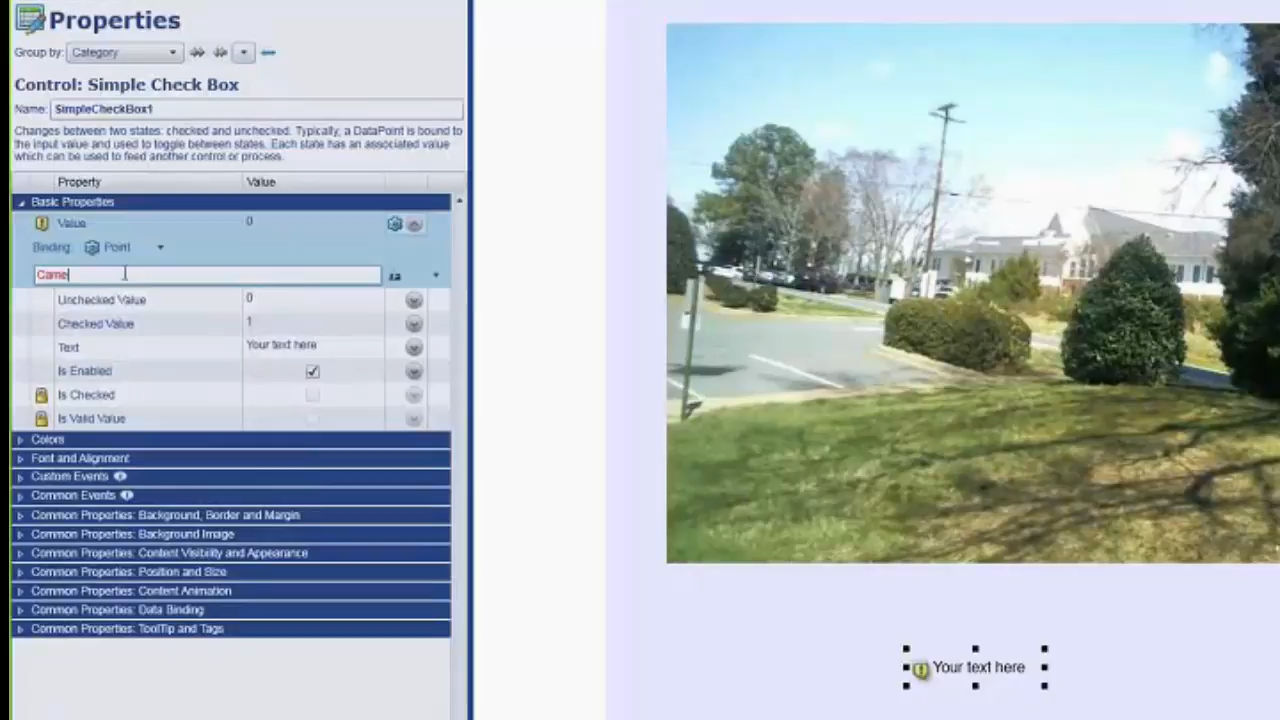 Properties
Group by: Category
Control: Simple Check Box
Name: SimpleCheckBox1
Changes between two states: checked and unchecked. Typically, a DataPoint is bound to
the input value and used to toggle between states. Each state has an associated value
which can be used to feed another control or process.
Property Value
Basic Properties
Value 0
Binding: Point
Came
Unchecked Value 0
Checked Value 1
Text Your text here
Is Enabled
Is Checked
Is Valid Value
Colors
Font and Alignment
Custom Events
Common Events
Common Properties: Background, Border and Margin
Common Properties: Background Image
Common Properties: Content Visibility and Appearance
Common Properties: Position and Size
Common Properties: Content Animation
Common Properties: Data Binding
Common Properties: ToolTip and Tags
Your text here